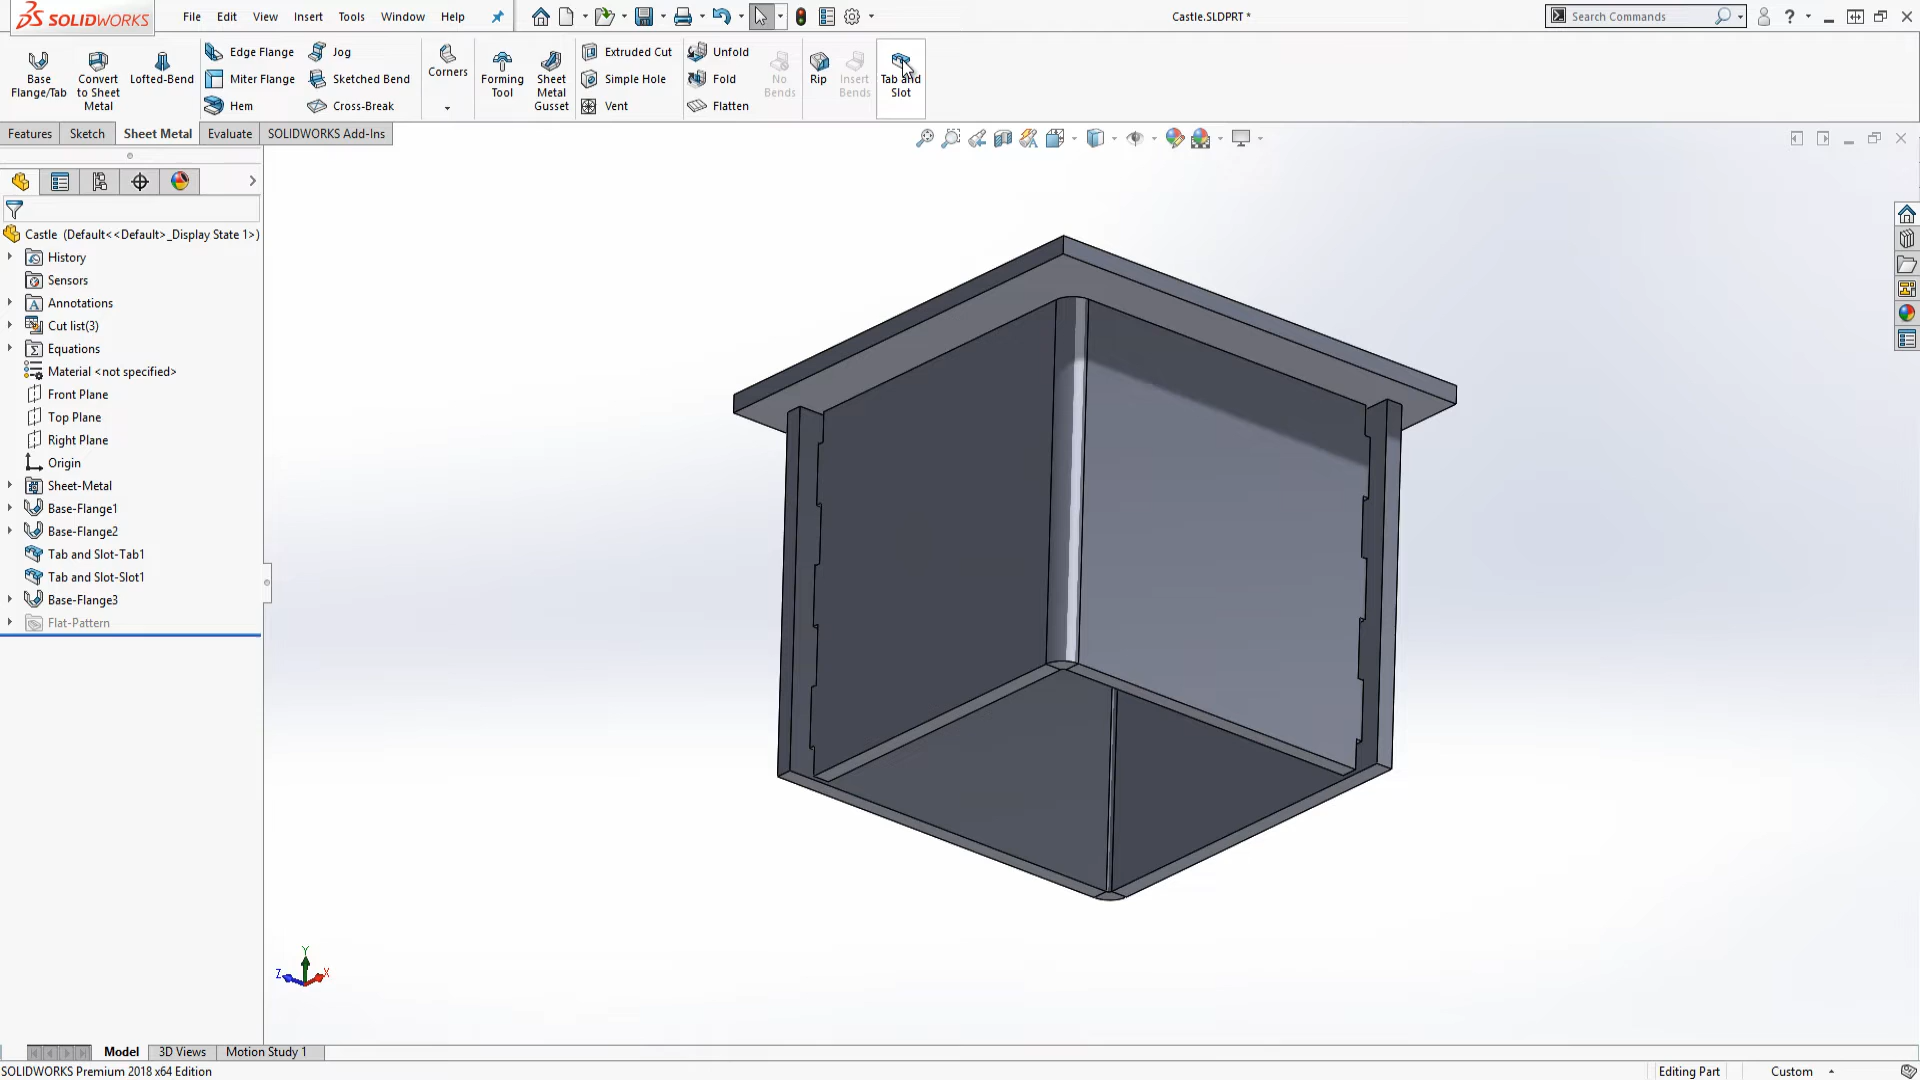 SOLIDWORKS
File Edit View Insert Tools Window Help
Castle.SLDPRT *
Search Commands
Base Flange/Tab
Convert to Sheet Metal
Lofted-Bend
Edge Flange
Miter Flange
Hem
Jog
Sketched Bend
Cross-Break
Corners
Forming Tool
Sheet Metal Gusset
Extruded Cut
Simple Hole
Vent
Unfold
Fold
Flatten
No Bends
Rip
Insert Bends
Tab and Slot
Features Sketch Sheet Metal Evaluate SOLIDWORKS Add-Ins
Castle (Default<<Default>_Display State 1>)
History
Sensors
Annotations
Cut list(3)
Equations
Material <not specified>
Front Plane
Top Plane
Right Plane
Origin
Sheet-Metal
Base-Flange1
Base-Flange2
Tab and Slot-Tab1
Tab and Slot-Slot1
Base-Flange3
Flat-Pattern
Y
Z X
Model 3D Views Motion Study 1
SOLIDWORKS Premium 2018 x64 Edition
Editing Part Custom